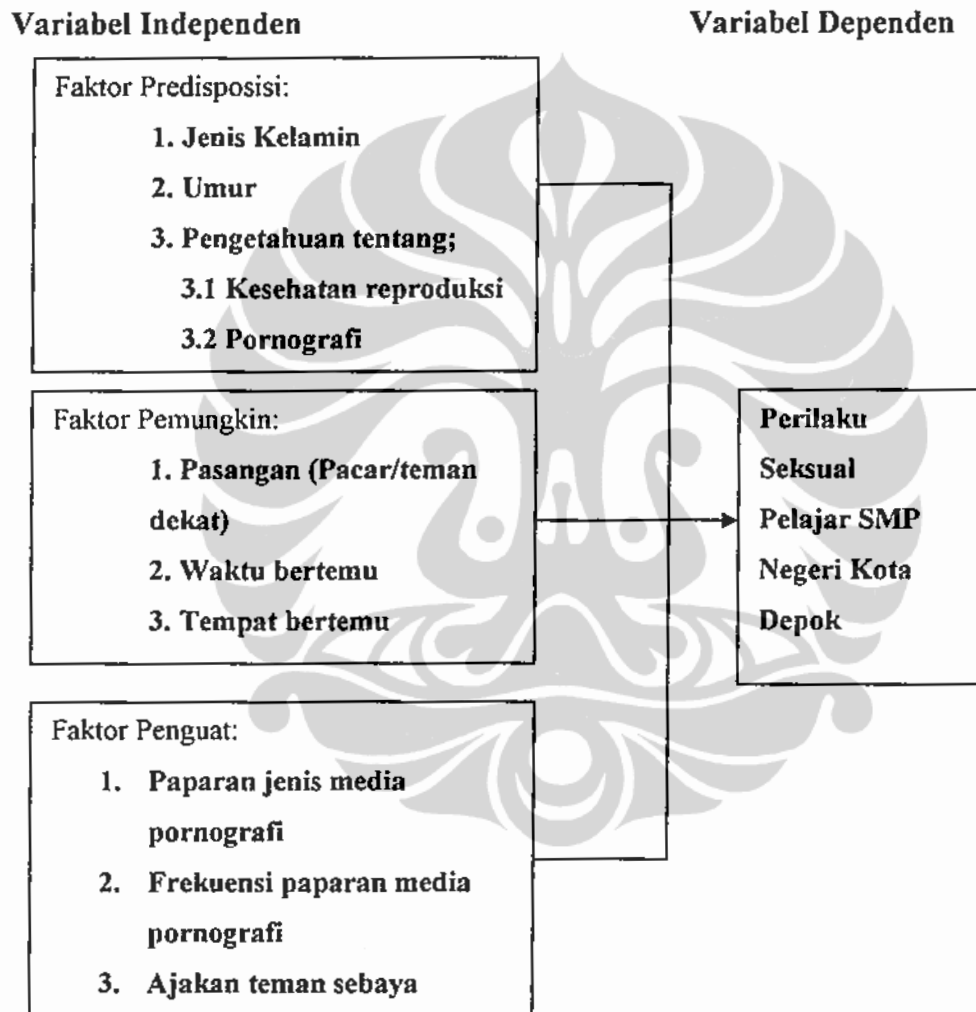 Variabel Independen
Variabel Dependen
Faktor Predisposisi:
1. Jenis Kelamin
2. Umur
3. Pengetahuan tentang;
3.1 Kesehatan reproduksi
3.2 Pornografi
Faktor Pemungkin:
1. Pasangan (Pacar/teman
dekat)
2. Waktu bertemu
3. Tempat bertemu
Faktor Penguat:
1. Paparan jenis media
pornografi
2. Frekuensi paparan media
pornografi
3. Ajakan teman sebaya
Perilaku
Seksual
Pelajar SMP
Negeri Kota
Depok